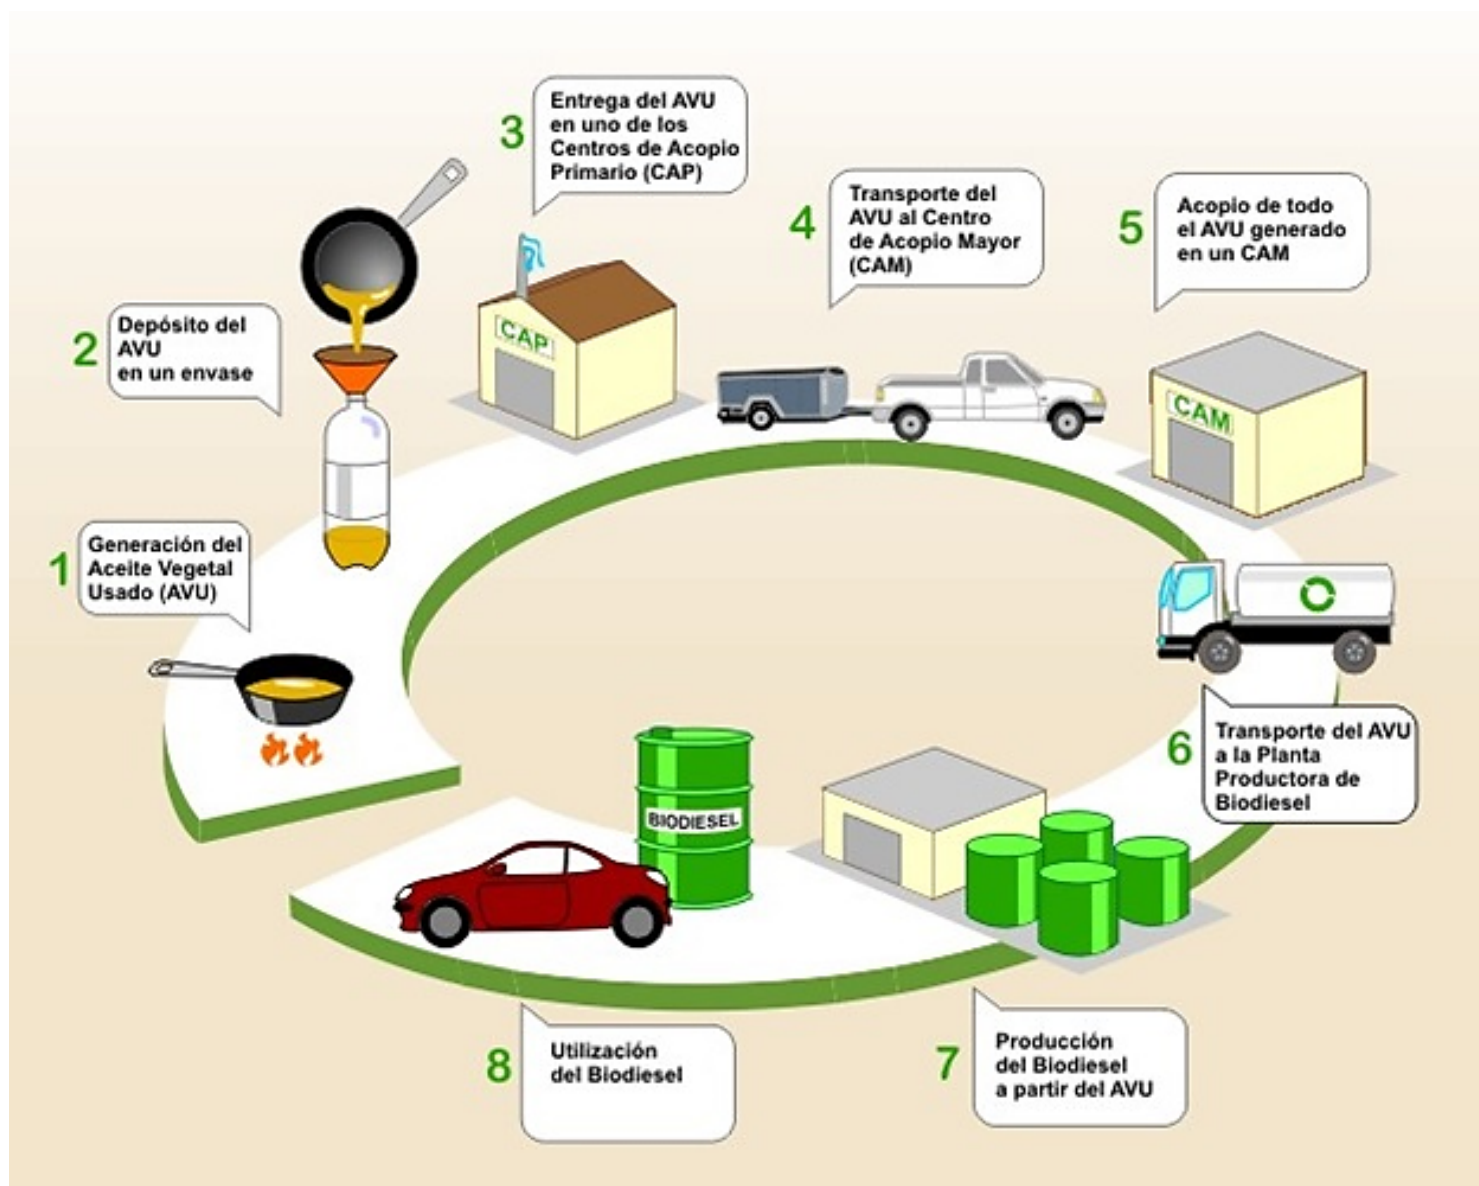 1
Generación del
Aceite Vegetal
Usado (AVU)
2
Depósito del
AVU
en un envase
3
Entrega del AVU
en uno de los
Centros de Acopio
Primario (CAP)
CAP
4
Transporte del
AVU al Centro
de Acopio Mayor
(CAM)
5
Acopio de todo
el AVU generado
en un CAM
CAM
6
Transporte del AVU
a la Planta
Productora de
Biodiesel
7
Producción
del Biodiesel
a partir del AVU
8
Utilización
del Biodiesel
BIODIESEL